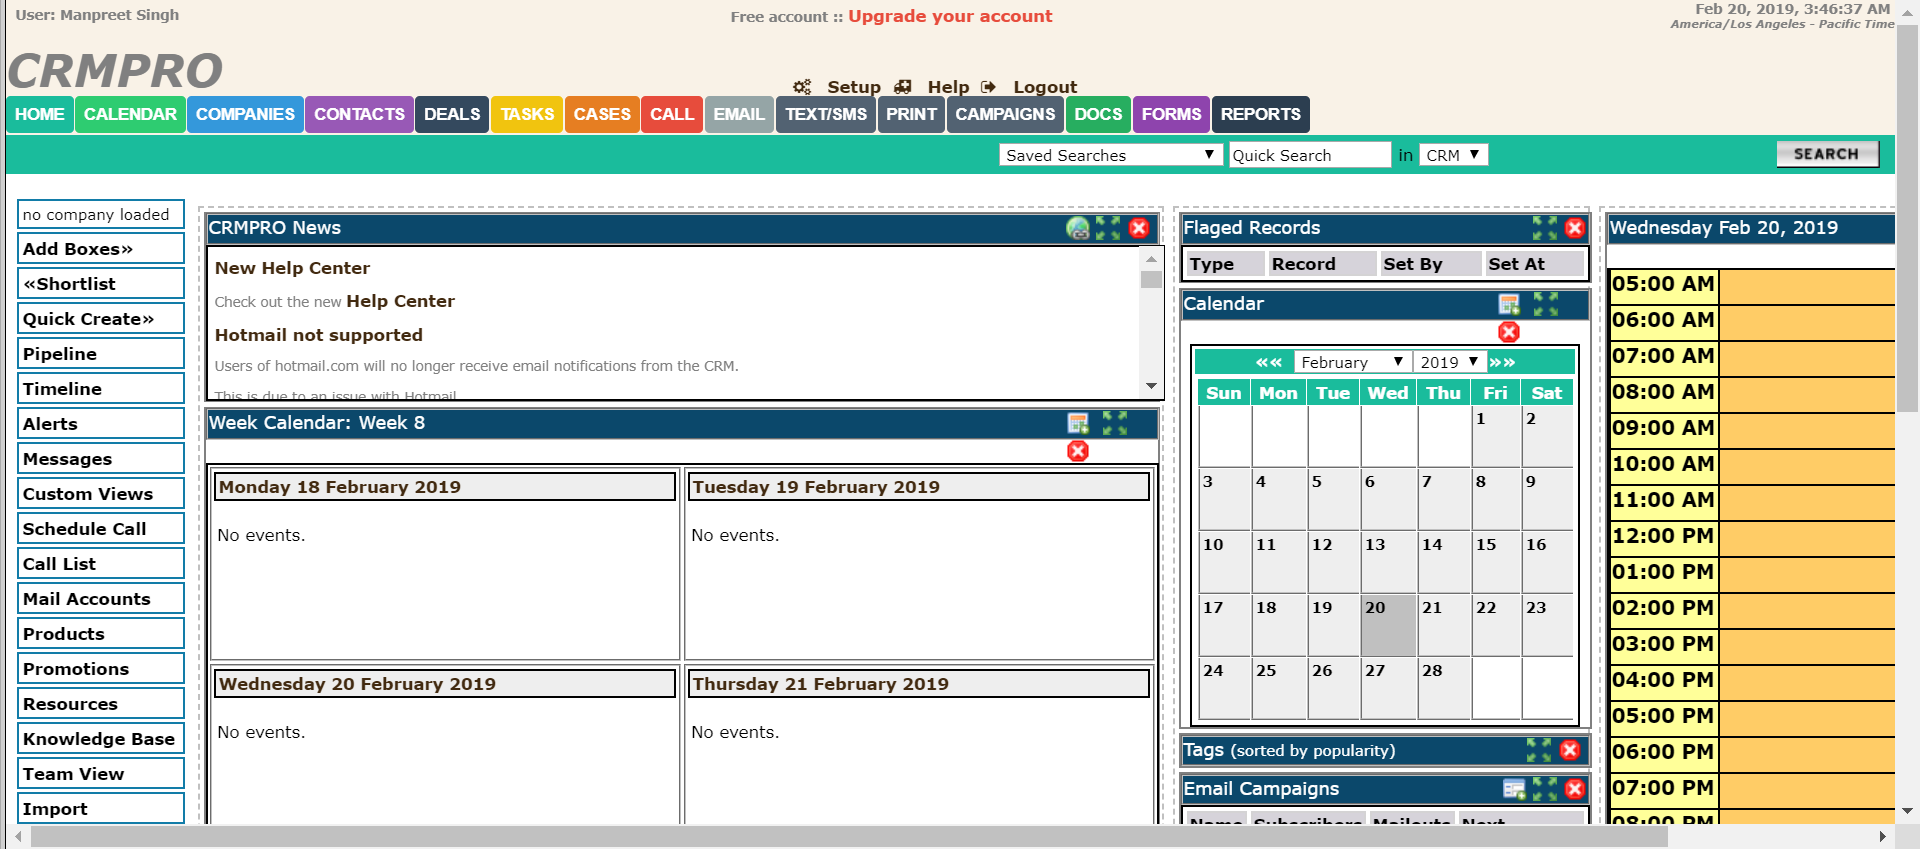 User: Manpreet Singh
Free account :: Upgrade your account
Feb 20, 2019, 3:46:37 AM
America/Los Angeles - Pacific Time
CRMPRO
Setup Help Logout
HOME CALENDAR COMPANIES CONTACTS DEALS TASKS CASES CALL EMAIL TEXT/SMS PRINT CAMPAIGNS DOCS FORMS REPORTS
Saved Searches Quick Search in CRM SEARCH
no company loaded
Add Boxes»
«Shortlist
Quick Create»
Pipeline
Timeline
Alerts
Messages
Custom Views
Schedule Call
Call List
Mail Accounts
Products
Promotions
Resources
Knowledge Base
Team View
Import
CRMPRO News
New Help Center
Check out the new Help Center
Hotmail not supported
Users of hotmail.com will no longer receive email notifications from the CRM.
This is due to an issue with Hotmail
Week Calendar: Week 8
Monday 18 February 2019
No events.
Tuesday 19 February 2019
No events.
Wednesday 20 February 2019
No events.
Thursday 21 February 2019
No events.
Flaged Records
Type Record Set By Set At
Calendar
«« February 2019 »»
Sun Mon Tue Wed Thu Fri Sat
1 2
3 4 5 6 7 8 9
10 11 12 13 14 15 16
17 18 19 20 21 22 23
24 25 26 27 28
Tags (sorted by popularity)
Email Campaigns
Name Subscribers Mailouts Next
Wednesday Feb 20, 2019
05:00 AM
06:00 AM
07:00 AM
08:00 AM
09:00 AM
10:00 AM
11:00 AM
12:00 PM
01:00 PM
02:00 PM
03:00 PM
04:00 PM
05:00 PM
06:00 PM
07:00 PM
08:00 PM